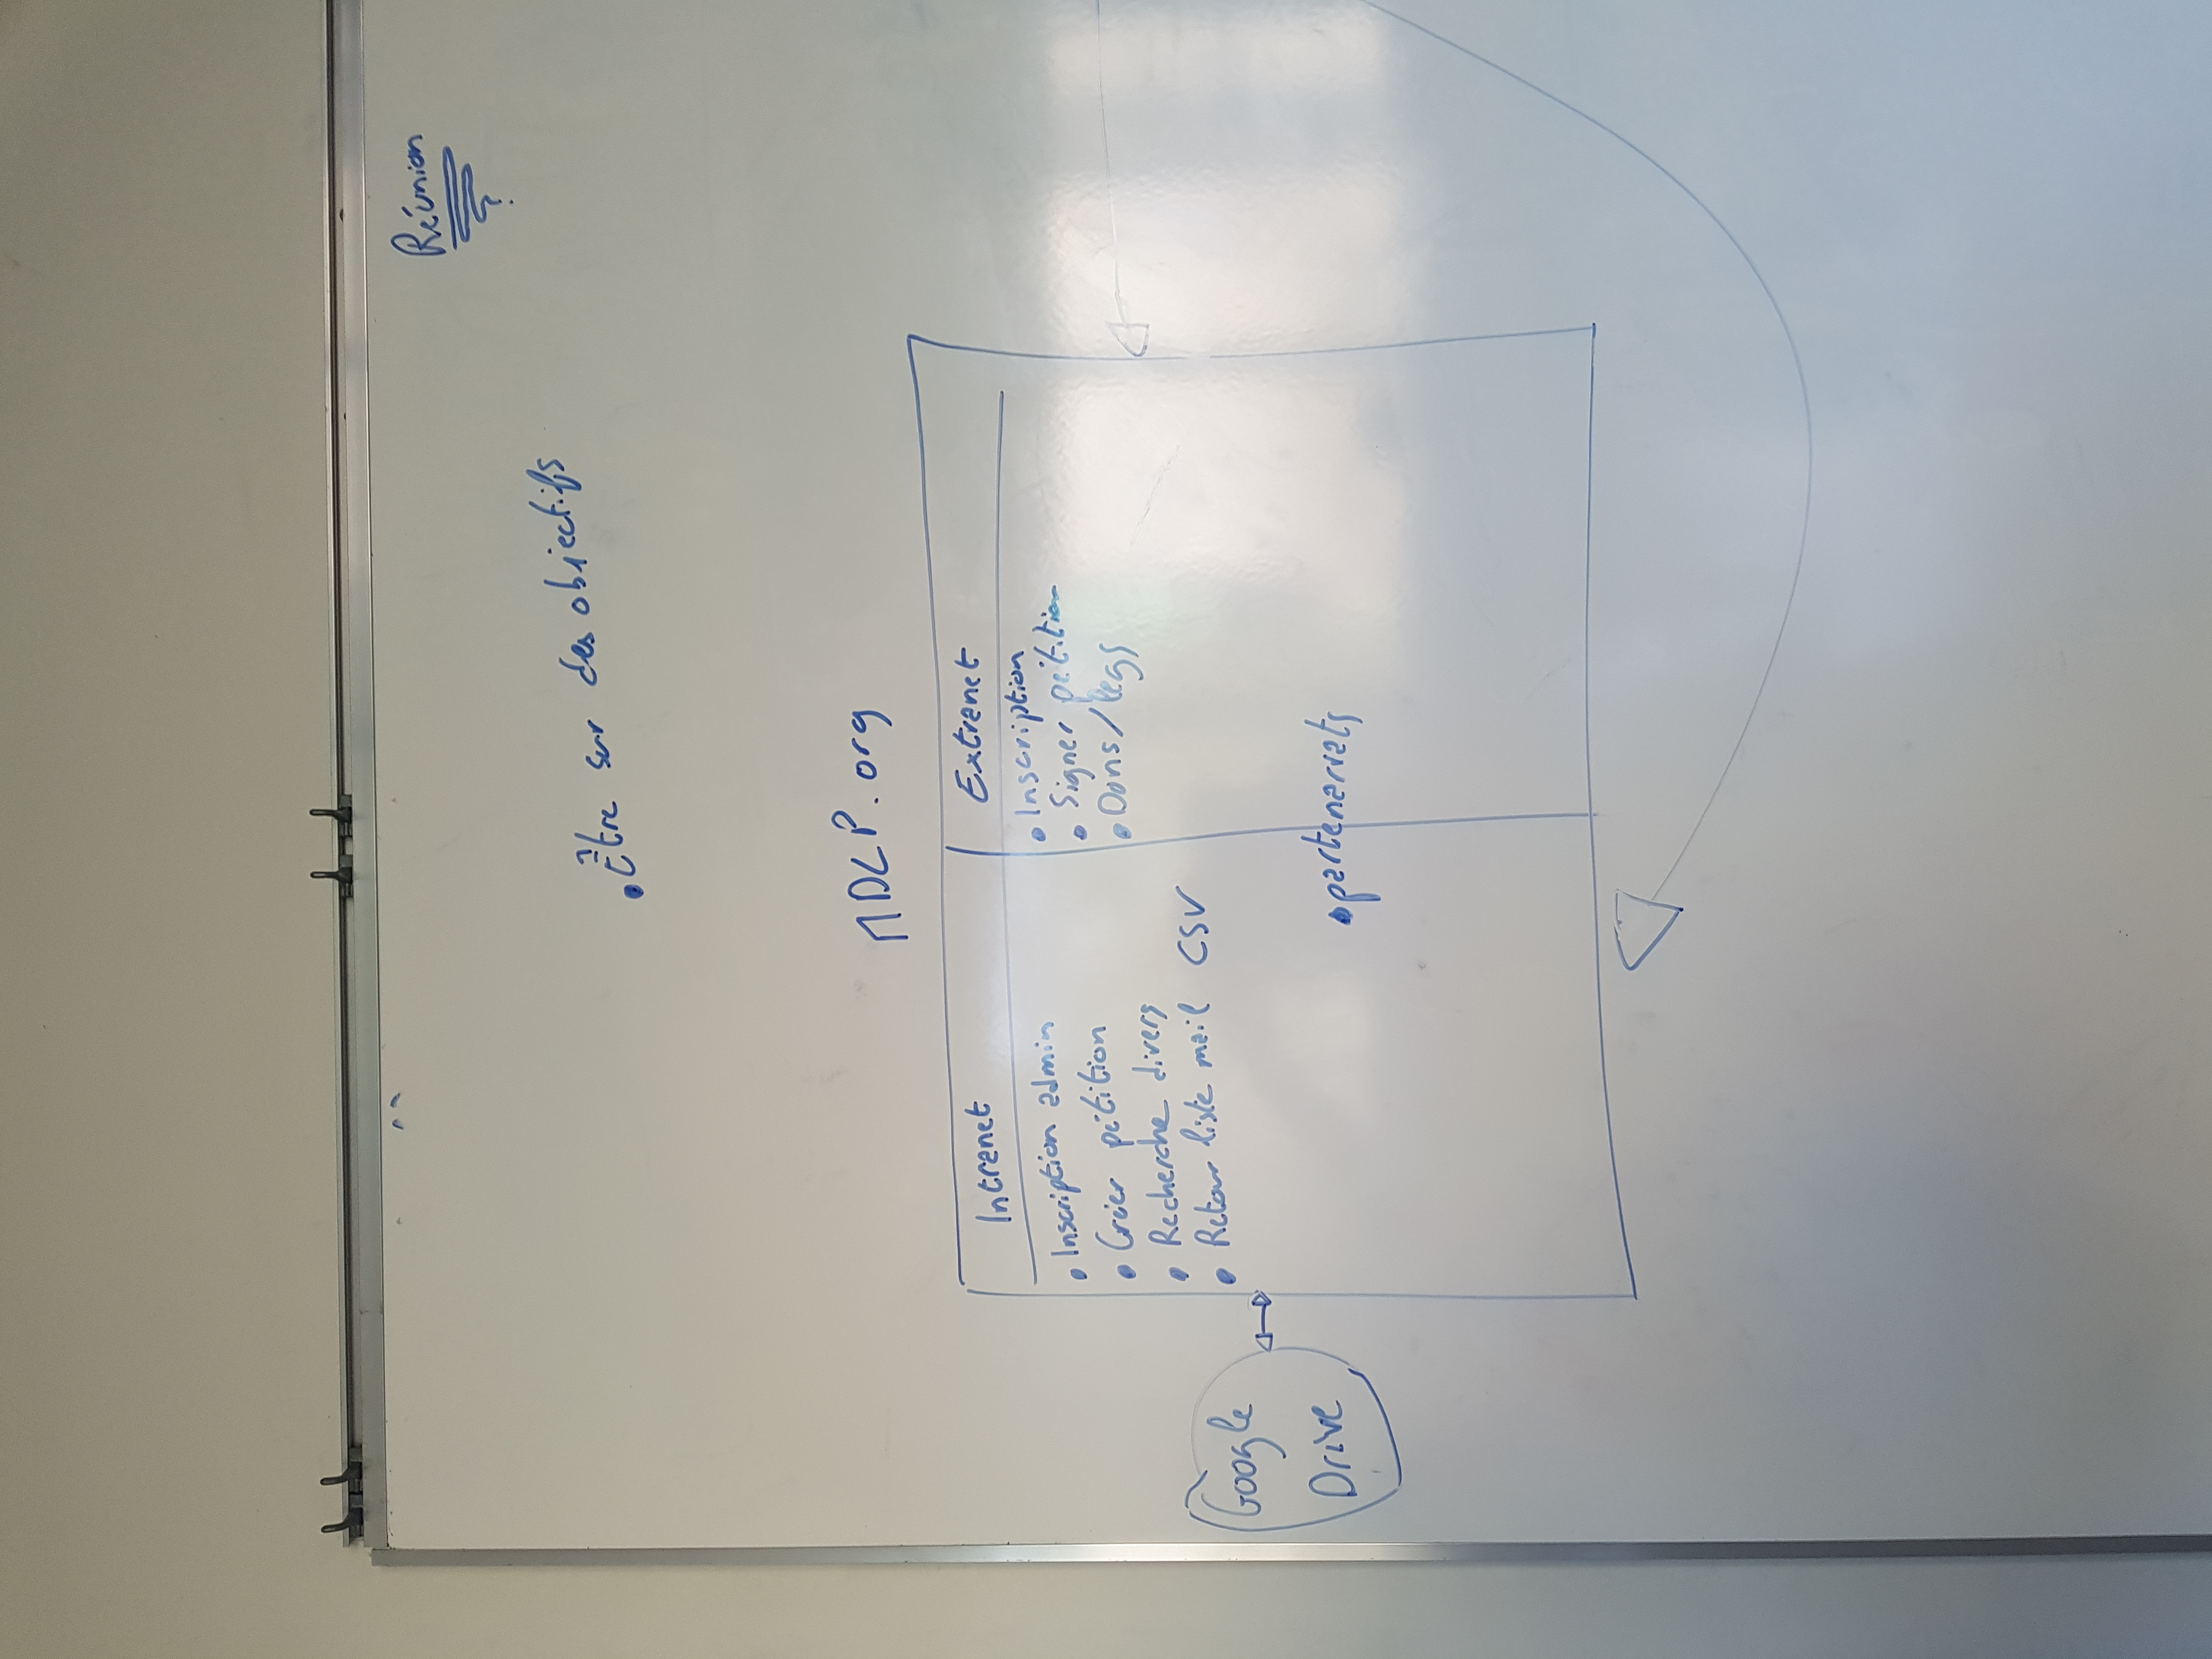 Réunion
?
• Être sur des objectifs
MDLP.org
Intranet
• Inscription admin
• Créer pétition
• Recherche divers
• Retour liste mail CSV
Extranet
• Inscription
• Signer pétition
• Dons/legs
• partenariats
Google
Drive